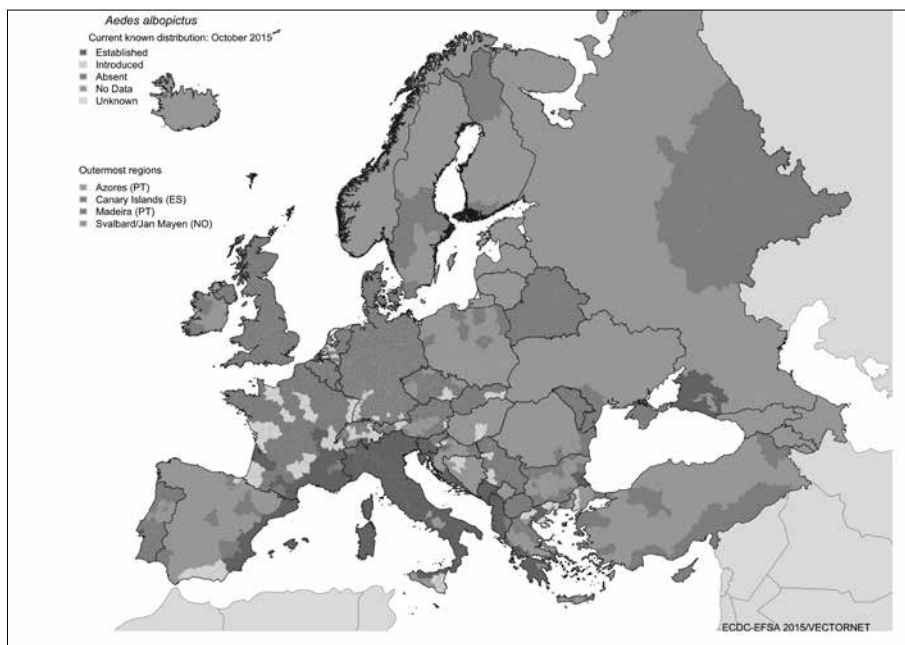 Aedes albopictus
Current known distribution: October 2015
Established
Introduced
Absent
No Data
Unknown
Outermost regions
Azores (PT)
Canary Islands (ES)
Madeira (PT)
Svalbard/Jan Mayen (NO)
ECDC-EFSA 2015/VECTORNET